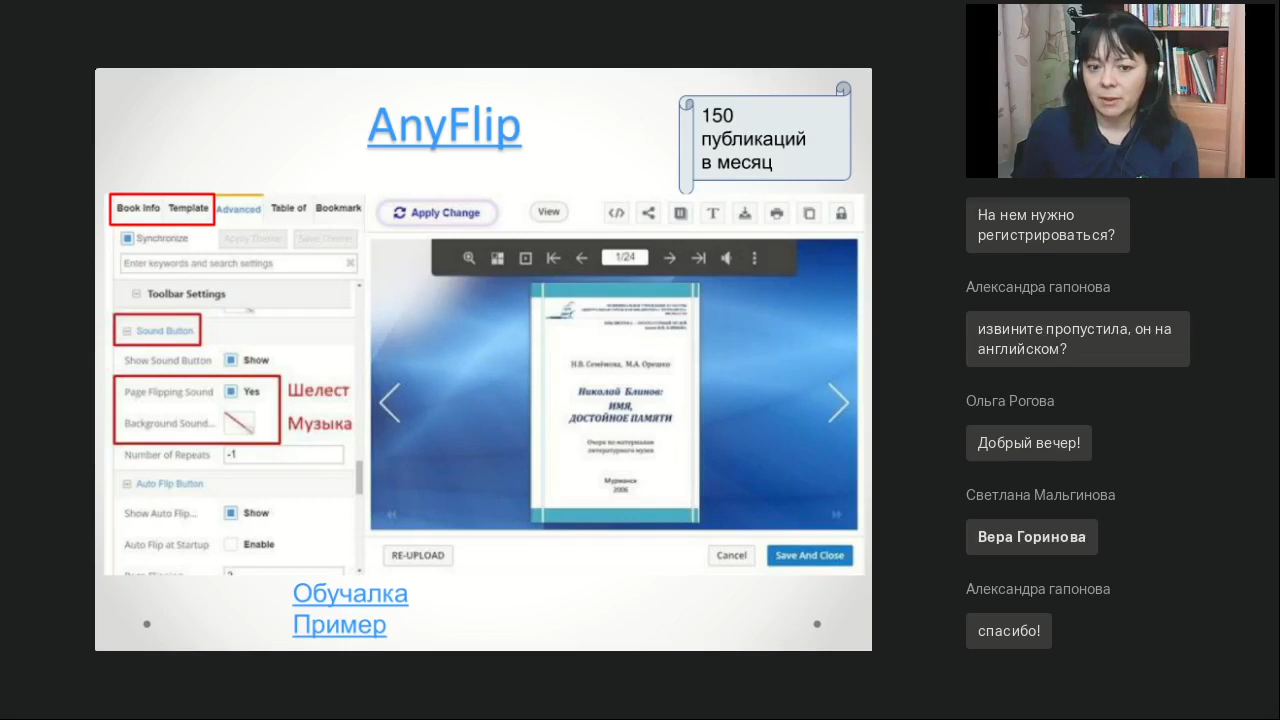 AnyFlip
150
публикаций
в месяц
Book Info Template Advanced Table of Bookmark
Synchronize Apply Theme Save Theme
Enter keywords and search settings
Toolbar Settings
Sound Button
Show Sound Button Show
Page Flipping Sound Yes Шелест
Background Sound... Музыка
Number of Repeats -1
Auto Flip Button
Show Auto Flip... Show
Auto Flip at Startup Enable
Apply Change View
1/24
Н.В. Семёнова, М.А. Орешко
Николай Блинов:
ИМЯ,
ДОСТОЙНОЕ ПАМЯТИ
Очерк по материалам
литературного музея
Мурманск
2006
RE-UPLOAD Cancel Save And Close
Обучалка
Пример
На нем нужно
регистрироваться?
Александра гапонова
извините пропустила, он на
английском?
Ольга Рогова
Добрый вечер!
Светлана Мальгинова
Вера Горинова
Александра гапонова
спасибо!